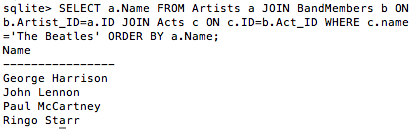 sqlite> SELECT a.Name FROM Artists a JOIN BandMembers b ON
b.Artist_ID=a.ID JOIN Acts c ON c.ID=b.Act_ID WHERE c.name
='The Beatles' ORDER BY a.Name;
Name
----------------
George Harrison
John Lennon
Paul McCartney
Ringo Starr